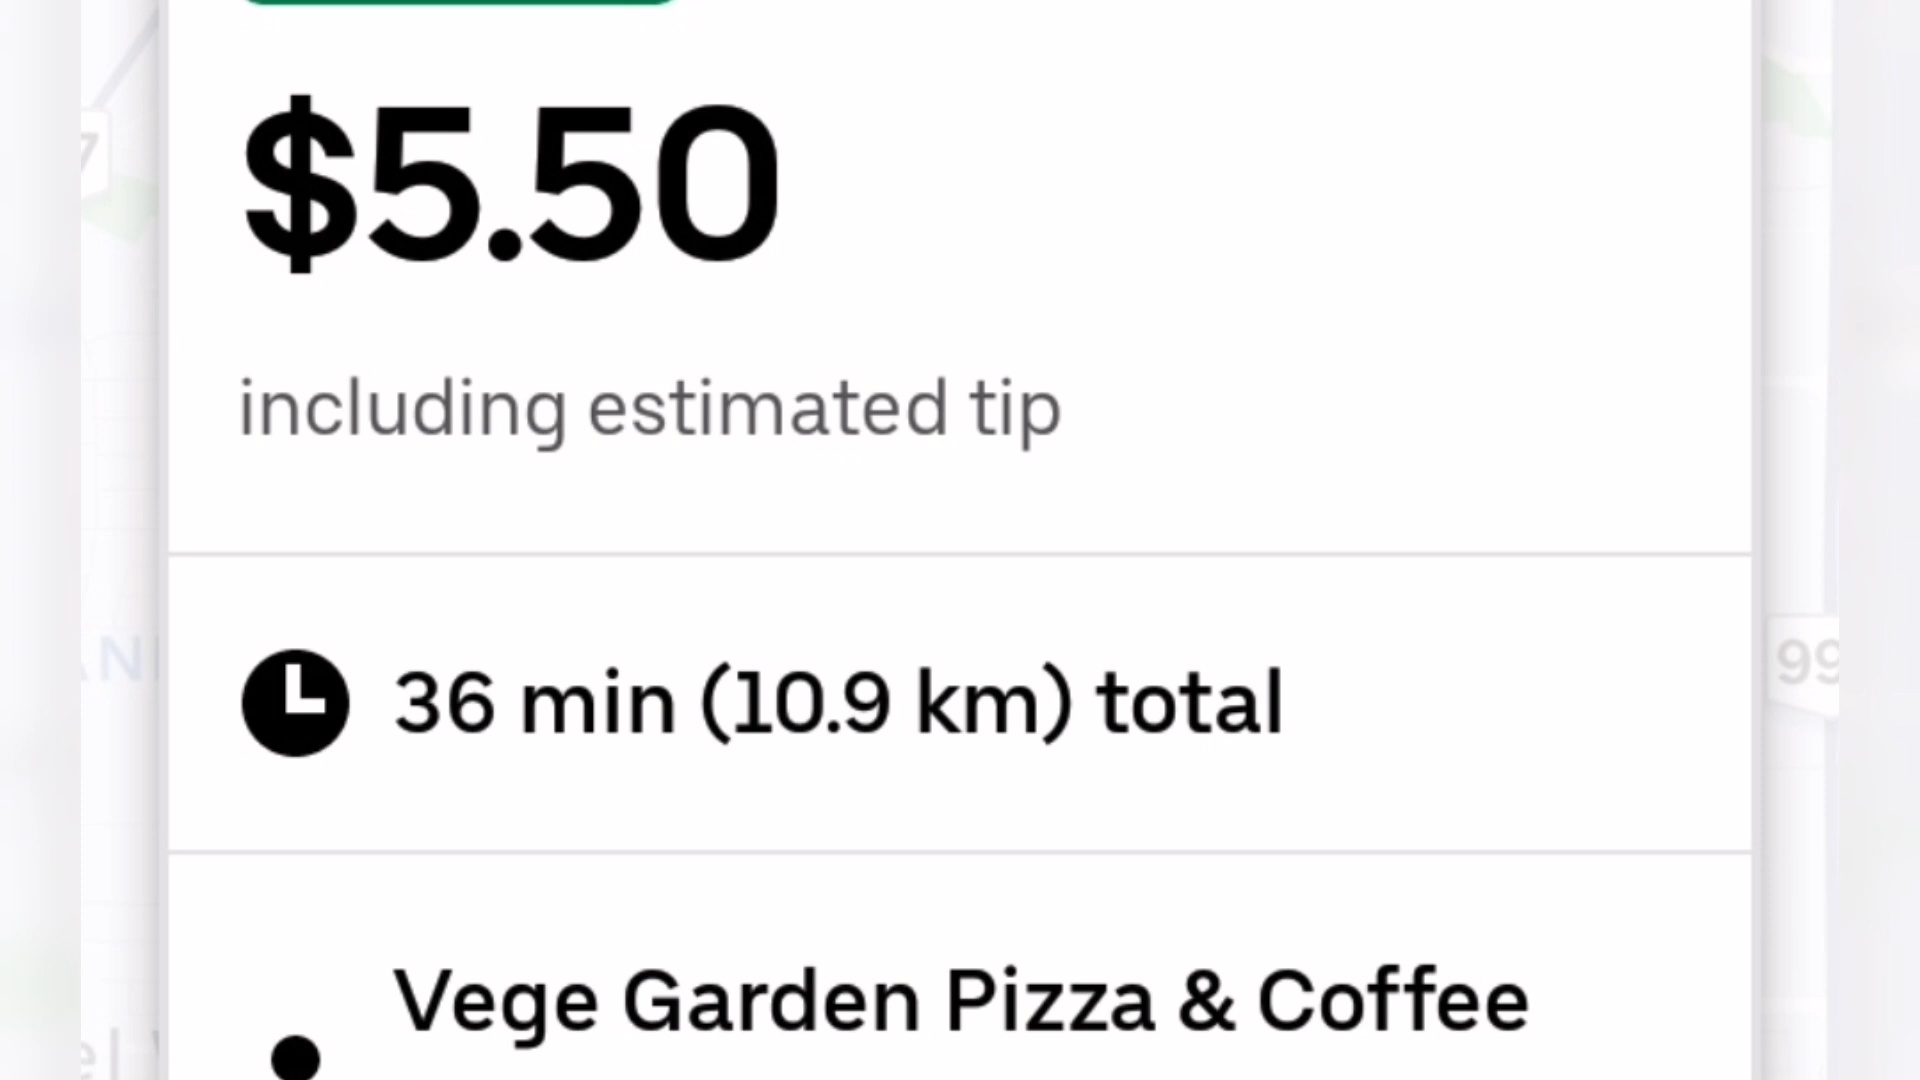 $5.50
including estimated tip
36 min (10.9 km) total
Vege Garden Pizza & Coffee